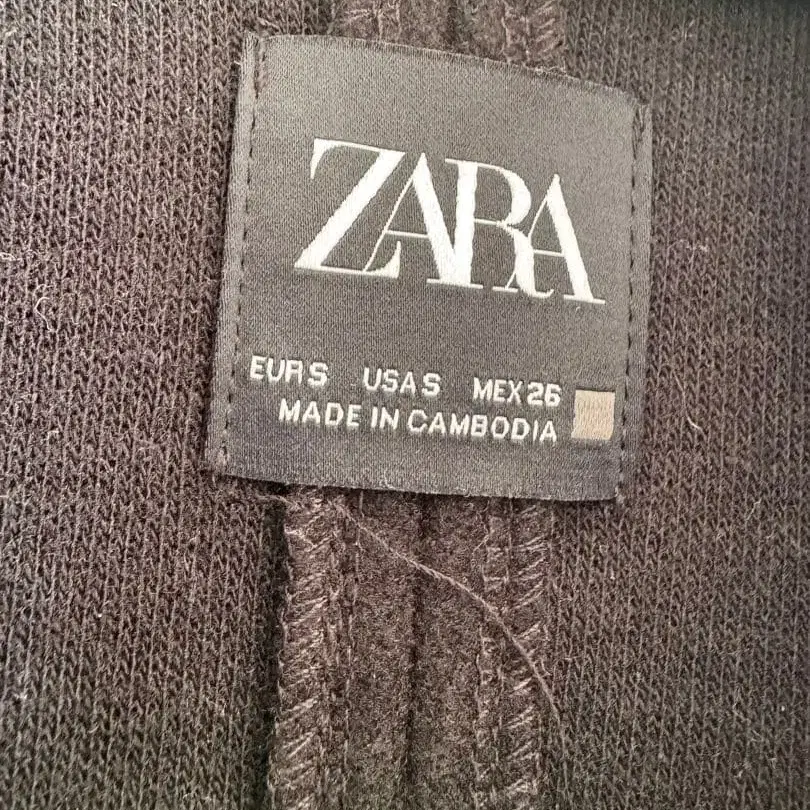 ZARA
EUR S USA S MEX 26
MADE IN CAMBODIA